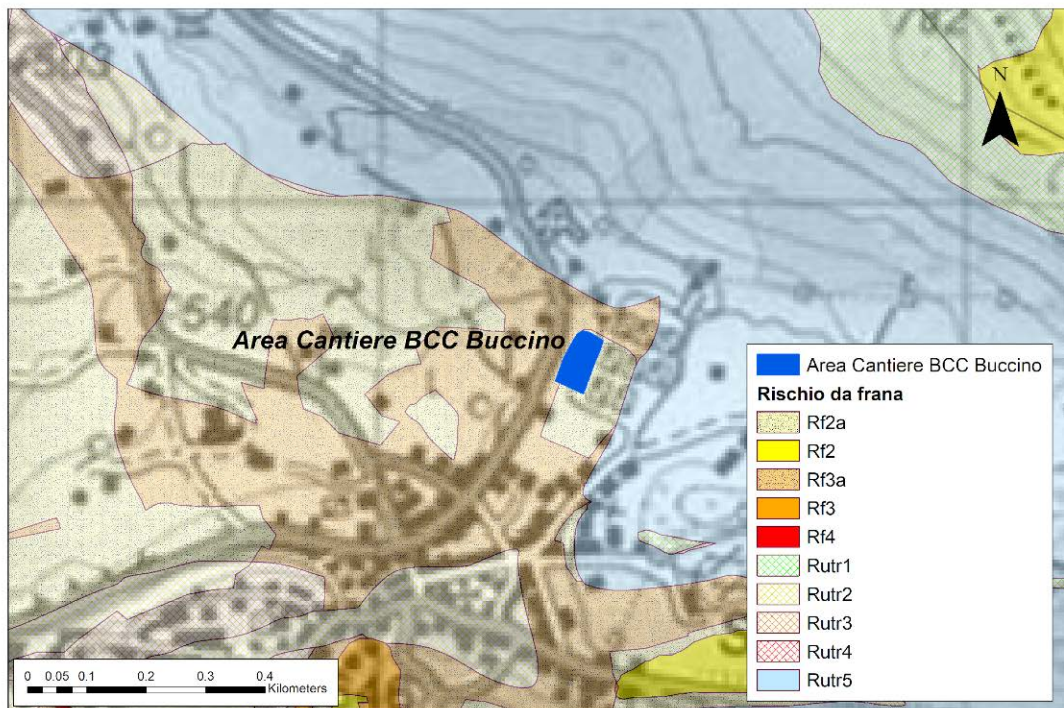 N
540
Area Cantiere BCC Buccino
Area Cantiere BCC Buccino
Rischio da frana
Rf2a
Rf2
Rf3a
Rf3
Rf4
Rutr1
Rutr2
Rutr3
Rutr4
Rutr5
0 0.05 0.1 0.2 0.3 0.4
Kilometers